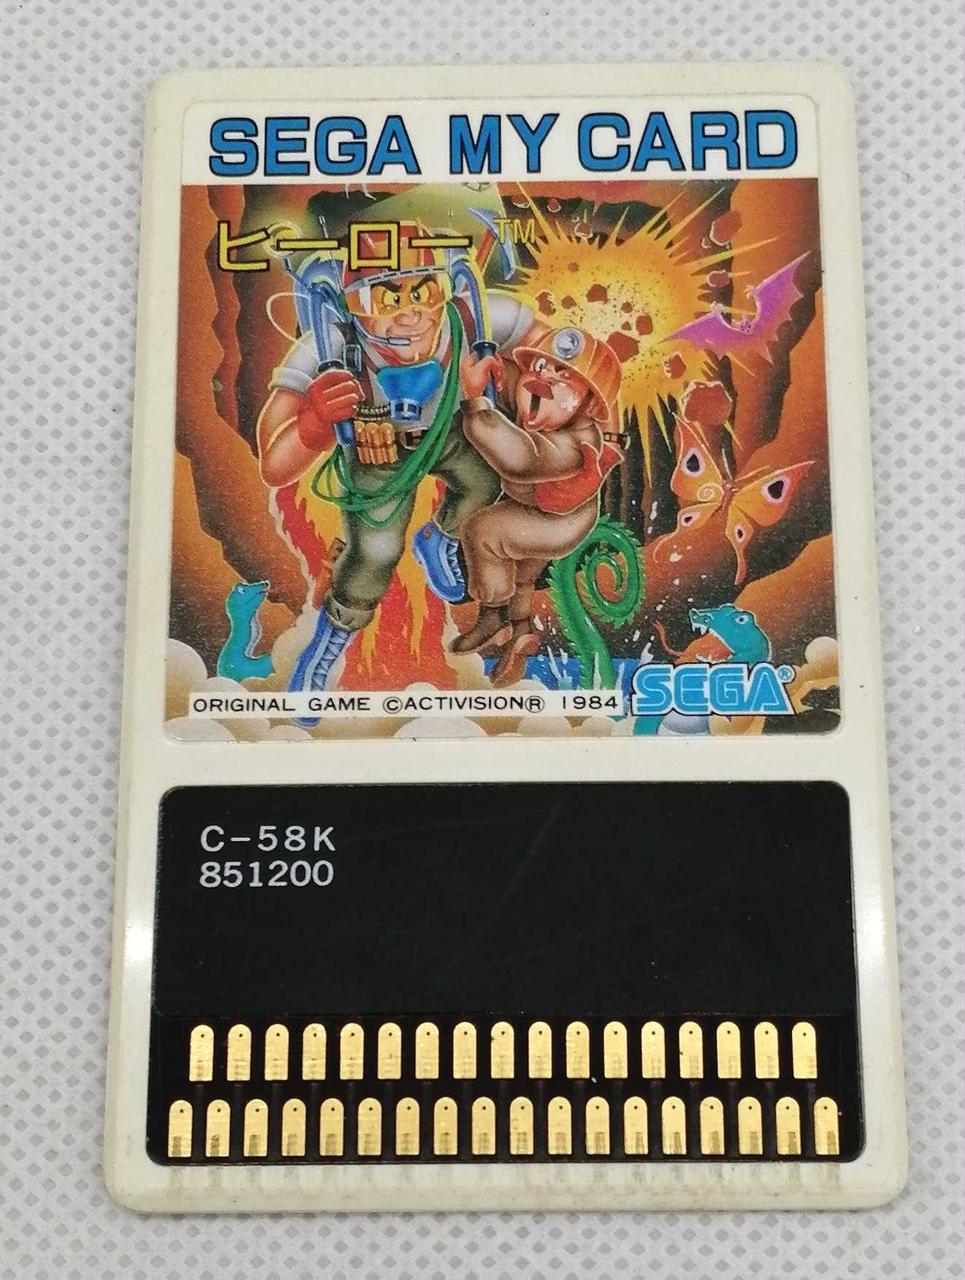 SEGA MY CARD
ヒーロー™
ORIGINAL GAME ©ACTIVISION® 1984
SEGA®
C-58K
851200